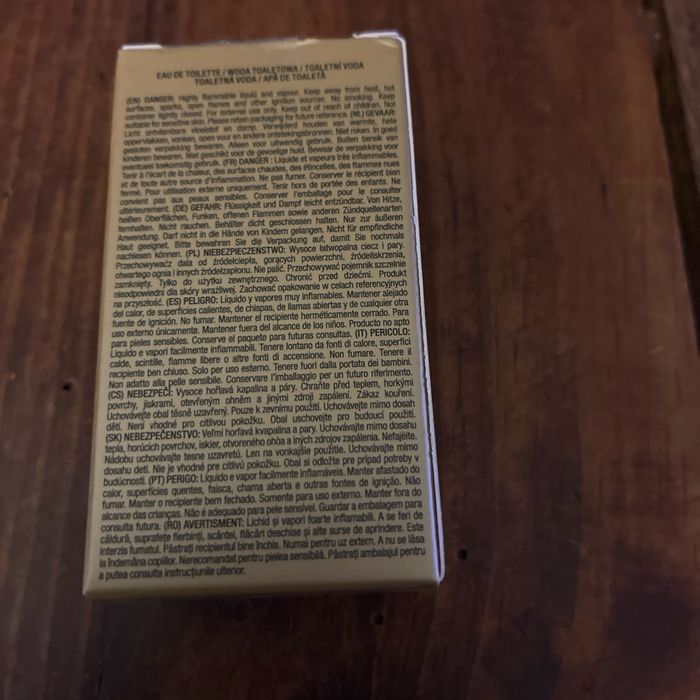 EAU DE TOILETTE / WODA TOALETOWA / TOALETNÍ VODA
TOALETNÁ VODA / APĂ DE TOALETĂ
(EN) DANGER: Highly flammable liquid and vapour. Keep away from heat, hot
surfaces, sparks, open flames and other ignition sources. No smoking. Keep
container tightly closed. For external use only. Keep out of reach of children. Not
suitable for sensitive skin. Please retain packaging for future reference. (NL) GEVAAR:
Licht ontvlambare vloeistof en damp. Verwijderd houden van warmte, hete
oppervlakken, vonken, open vuur en andere ontstekingsbronnen. Niet roken. In goed
gesloten verpakking bewaren. Alleen voor uitwendig gebruik. Buiten bereik van
kinderen bewaren. Niet geschikt voor de gevoelige huid. Bewaar de verpakking voor
eventueel toekomstig gebruik. (FR) DANGER : Liquide et vapeurs très inflammables.
Tenir à l'écart de la chaleur, des surfaces chaudes, des étincelles, des flammes nues
et de toute autre source d'inflammation. Ne pas fumer. Conserver le récipient bien
fermé. Pour utilisation externe uniquement. Tenir hors de portée des enfants. Ne
convient pas aux peaux sensibles. Conserver l'emballage pour le consulter
ultérieurement. (DE) GEFAHR: Flüssigkeit und Dampf leicht entzündbar. Von Hitze,
heißen Oberflächen, Funken, offenen Flammen sowie anderen Zündquellenarten
fernhalten. Nicht rauchen. Behälter dicht geschlossen halten. Nur zur äußeren
Anwendung. Darf nicht in die Hände von Kindern gelangen. Nicht für empfindliche
Haut geeignet. Bitte bewahren Sie die Verpackung auf, damit Sie nochmals
nachlesen können. (PL) NIEBEZPIECZEŃSTWO: Wysoce łatwopalna ciecz i pary.
Przechowywać z dala od źródeł ciepła, gorących powierzchni, źródeł iskrzenia,
otwartego ognia i innych źródeł zapłonu. Nie palić. Przechowywać pojemnik szczelnie
zamknięty. Tylko do użytku zewnętrznego. Chronić przed dziećmi. Produkt
nieodpowiedni dla skóry wrażliwej. Zachować opakowanie w celach referencyjnych
na przyszłość. (ES) PELIGRO: Líquido y vapores muy inflamables. Mantener alejado
del calor, de superficies calientes, de chispas, de llamas abiertas y de cualquier otra
fuente de ignición. No fumar. Mantener el recipiente herméticamente cerrado. Para
uso externo únicamente. Mantener fuera del alcance de los niños. Producto no apto
para pieles sensibles. Conserve el paquete para futuras consultas. (IT) PERICOLO:
Liquido e vapori facilmente infiammabili. Tenere lontano da fonti di calore, superfici
calde, scintille, fiamme libere o altre fonti di accensione. Non fumare. Tenere il
recipiente ben chiuso. Solo per uso esterno. Tenere fuori dalla portata dei bambini.
Non adatto alla pelle sensibile. Conservare l'imballaggio per un futuro riferimento.
(CS) NEBEZPEČÍ: Vysoce hořlavá kapalina a páry. Chraňte před teplem, horkými
povrchy, jiskrami, otevřeným ohněm a jinými zdroji zapálení. Zákaz kouření.
Uchovávejte obal těsně uzavřený. Pouze k zevnímu použití. Uchovávejte mimo dosah
dětí. Není vhodné pro citlivou pokožku. Obal uschovejte pro budoucí použití.
(SK) NEBEZPEČENSTVO: Veľmi horľavá kvapalina a pary. Uchovávajte mimo dosahu
tepla, horúcich povrchov, iskier, otvoreného ohňa a iných zdrojov zapálenia. Nefajčite.
Nádobu uchovávajte tesne uzavretú. Len na vonkajšie použitie. Uchovávajte mimo
dosahu detí. Nie je vhodné pre citlivú pokožku. Obal si odložte pre prípad potreby v
budúcnosti. (PT) PERIGO: Líquido e vapor facilmente inflamáveis. Manter afastado do
calor, superfícies quentes, faísca, chama aberta e outras fontes de ignição. Não
fumar. Manter o recipiente bem fechado. Somente para uso externo. Manter fora do
alcance das crianças. Não é adequado para pele sensível. Guardar a embalagem para
consulta futura. (RO) AVERTISMENT: Lichid și vapori foarte inflamabili. A se feri de
căldură, suprafețe fierbinți, scântei, flăcări deschise și alte surse de aprindere. Este
interzis fumatul. Păstrați recipientul bine închis. Numai pentru uz extern. A nu se lăsa
la îndemâna copiilor. Nerecomandat pentru pielea sensibilă. Păstrați ambalajul pentru
a putea consulta instrucțiunile ulterior.